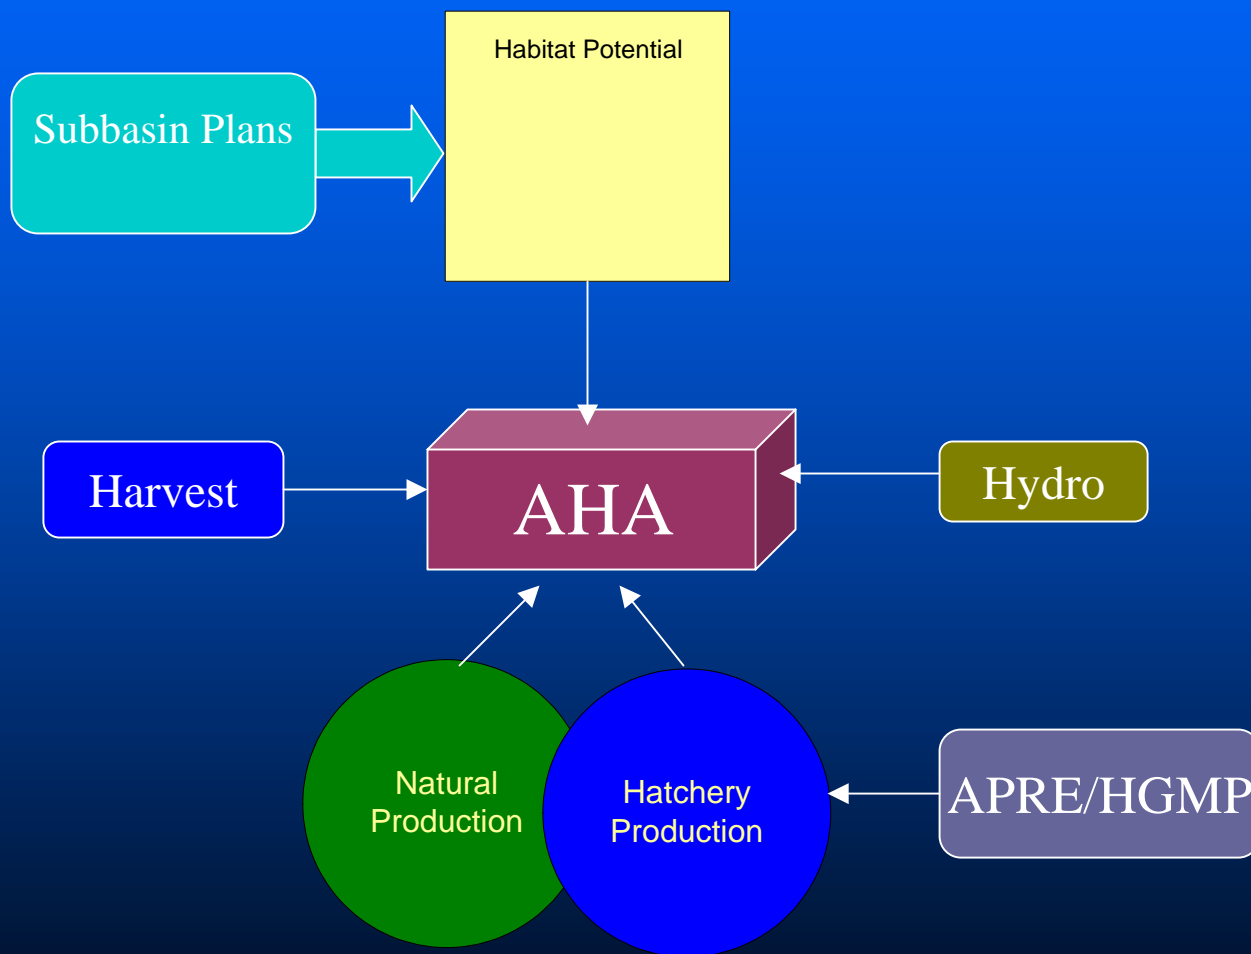 Habitat Potential
Subbasin Plans
Harvest
AHA
Hydro
Natural
Production
Hatchery
Production
APRE/HGMP